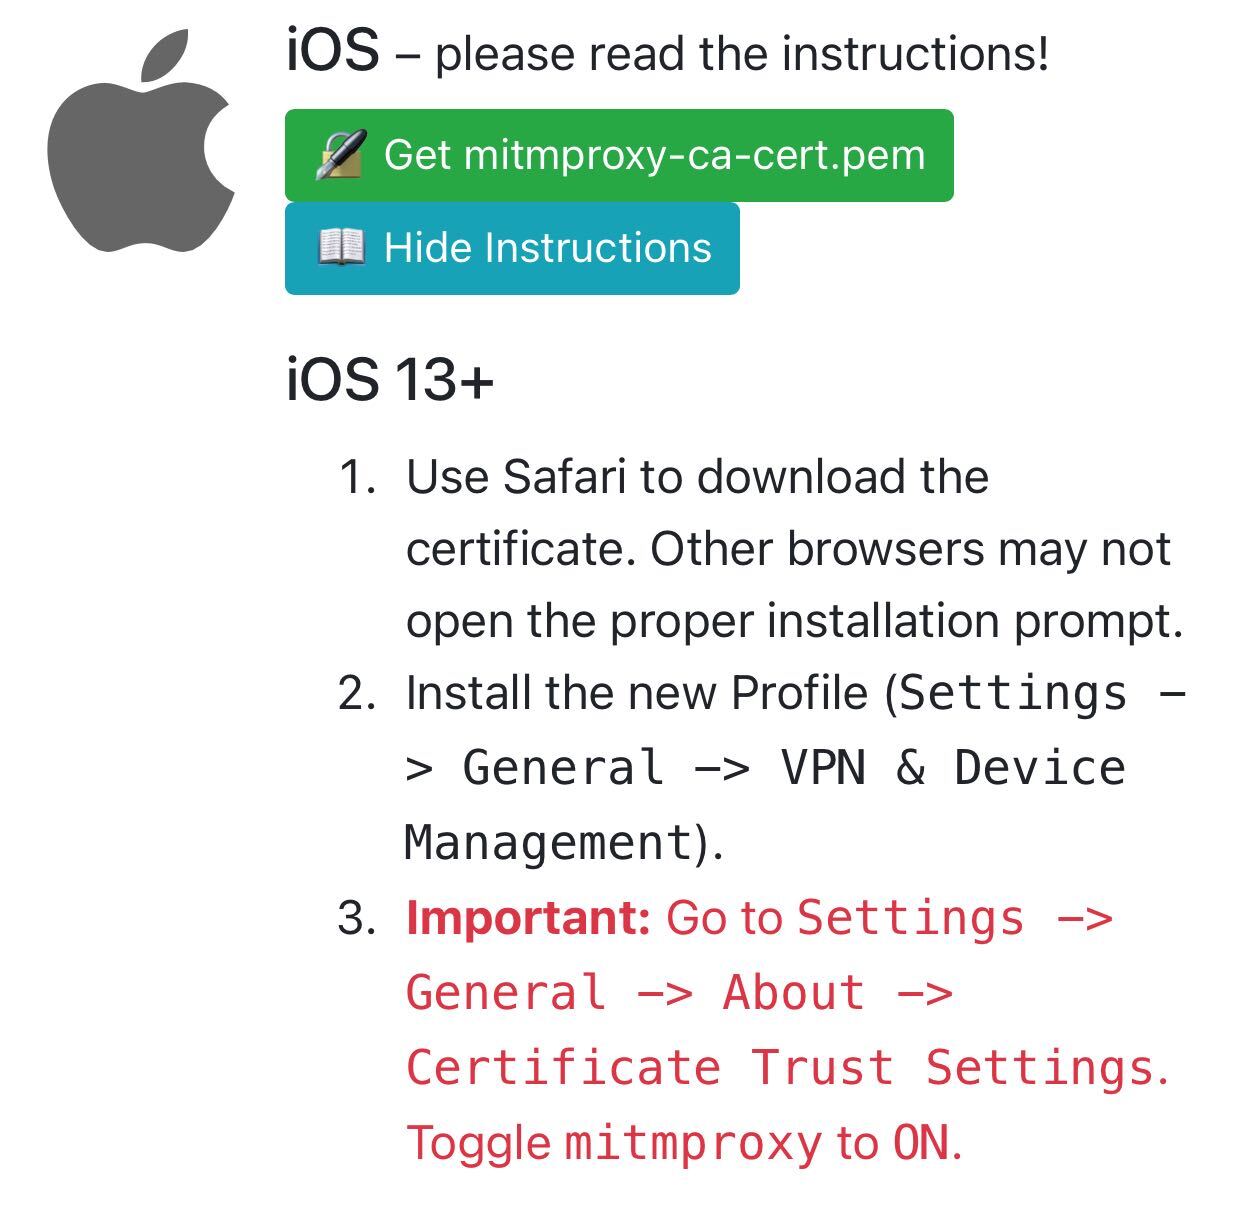 iOS – please read the instructions!
Get mitmproxy-ca-cert.pem
Hide Instructions
iOS 13+
1. Use Safari to download the
certificate. Other browsers may not
open the proper installation prompt.
2. Install the new Profile (Settings –
> General –> VPN & Device
Management).
3. Important: Go to Settings –>
General –> About –>
Certificate Trust Settings.
Toggle mitmproxy to ON.